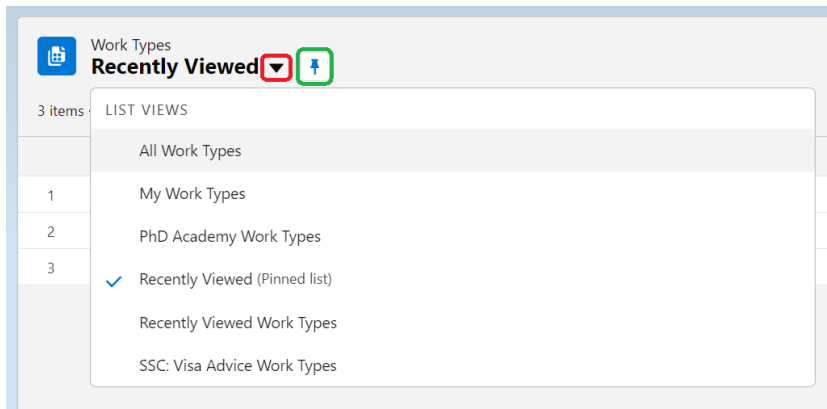 Work Types
Recently Viewed
3 items •
LIST VIEWS
All Work Types
1
My Work Types
2
PhD Academy Work Types
3
Recently Viewed (Pinned list)
Recently Viewed Work Types
SSC: Visa Advice Work Types